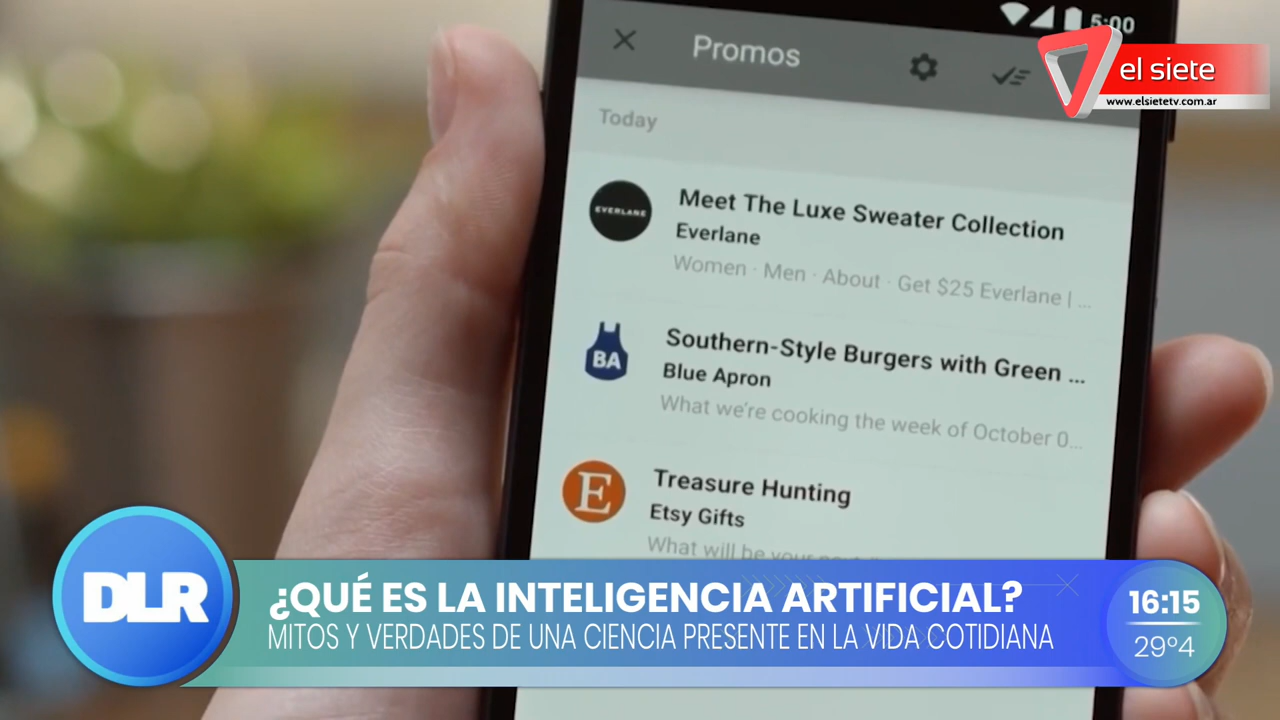 5:00
Promos
el siete
www.elsietetv.com.ar
Today
EVERLANE
Meet The Luxe Sweater Collection
Everlane
Women · Men · About · Get $25 Everlane | ...
BA
Southern-Style Burgers with Green ...
Blue Apron
What we're cooking the week of October 0...
E
Treasure Hunting
Etsy Gifts
What will be your
DLR
¿QUÉ ES LA INTELIGENCIA ARTIFICIAL?
MITOS Y VERDADES DE UNA CIENCIA PRESENTE EN LA VIDA COTIDIANA
16:15
29º4